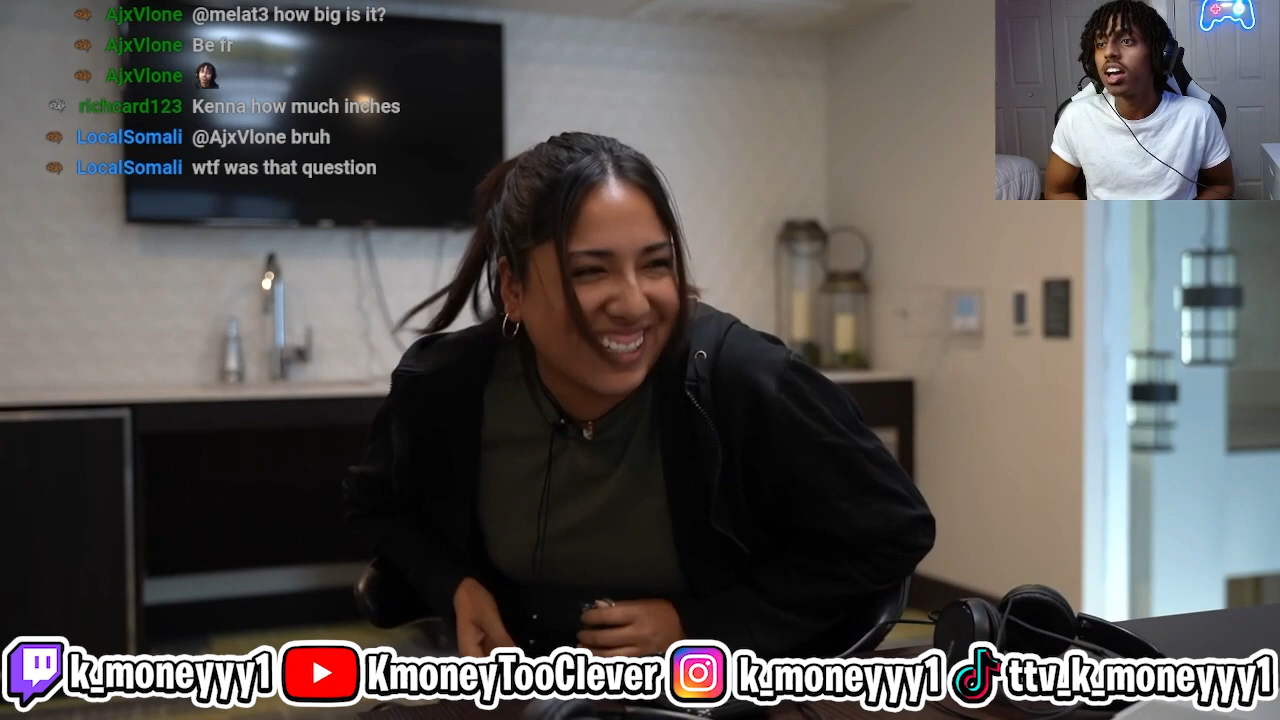 AjxVlone @melat3 how big is it?
AjxVlone Be fr
AjxVlone
richcard123 Kenna how much inches
LocalSomali @AjxVlone bruh
LocalSomali wtf was that question
k_moneyyy1 KmoneyTooClever k_moneyyy1 ttv_k_moneyyy1